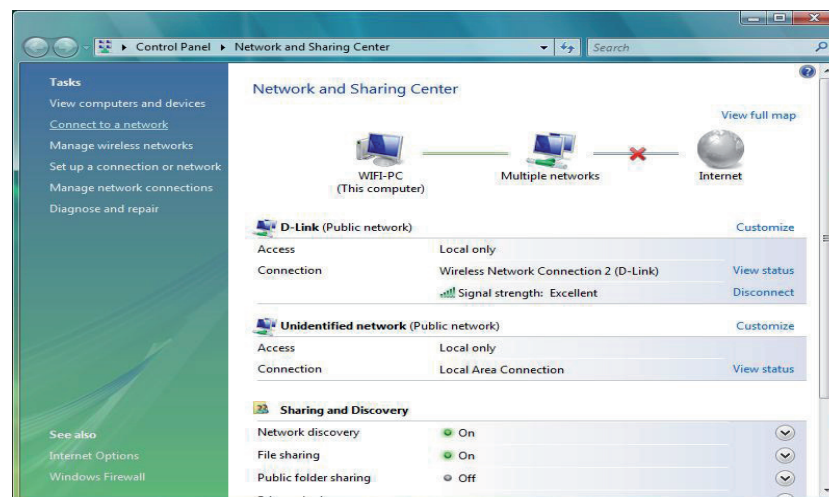 Control Panel Network and Sharing Center
Search
Tasks
View computers and devices
Connect to a network
Manage wireless networks
Set up a connection or network
Manage network connections
Diagnose and repair
See also
Internet Options
Windows Firewall
Network and Sharing Center
View full map
WIFI-PC
(This computer)
Multiple networks
Internet
D-Link (Public network) Customize
Access Local only
Connection Wireless Network Connection 2 (D-Link) View status
Signal strength: Excellent Disconnect
Unidentified network (Public network) Customize
Access Local only
Connection Local Area Connection View status
Sharing and Discovery
Network discovery On
File sharing On
Public folder sharing Off